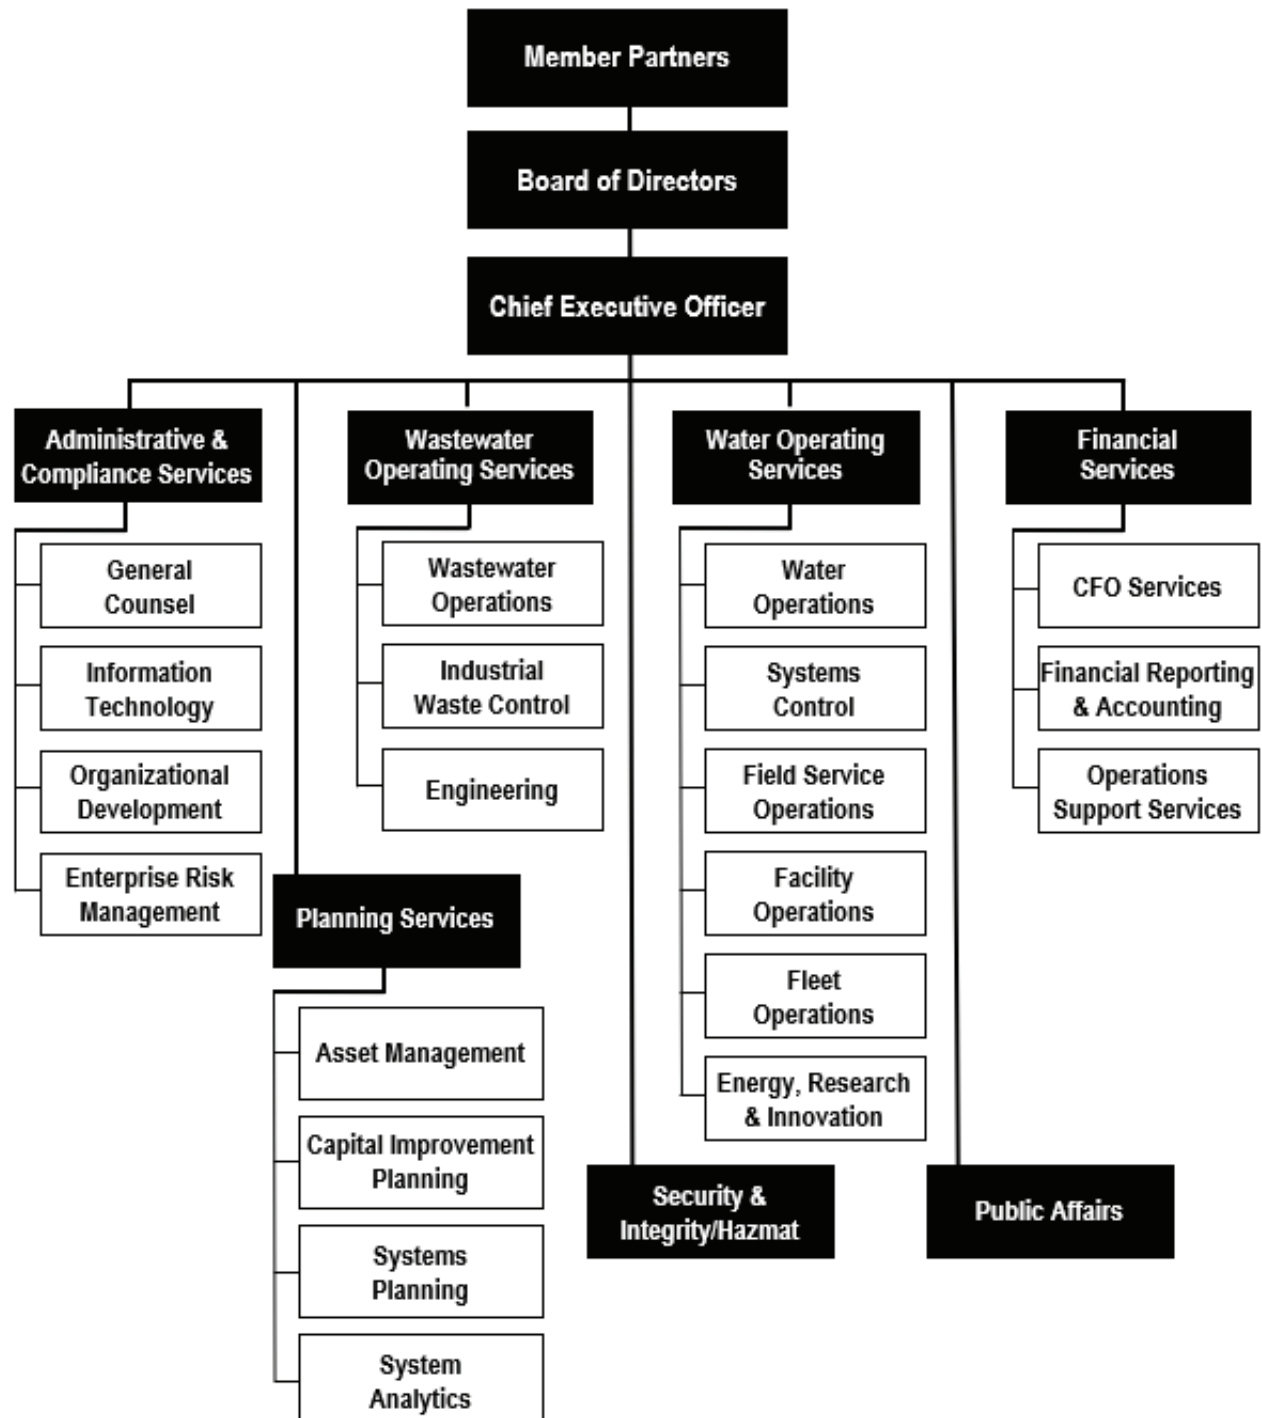 Member Partners
Board of Directors
Chief Executive Officer
Administrative &
Compliance Services
General
Counsel
Information
Technology
Organizational
Development
Enterprise Risk
Management
Planning Services
Asset Management
Capital Improvement
Planning
Systems
Planning
System
Analytics
Wastewater
Operating Services
Wastewater
Operations
Industrial
Waste Control
Engineering
Security &
Integrity/Hazmat
Water Operating
Services
Water
Operations
Systems
Control
Field Service
Operations
Facility
Operations
Fleet
Operations
Energy, Research
& Innovation
Public Affairs
Financial
Services
CFO Services
Financial Reporting
& Accounting
Operations
Support Services